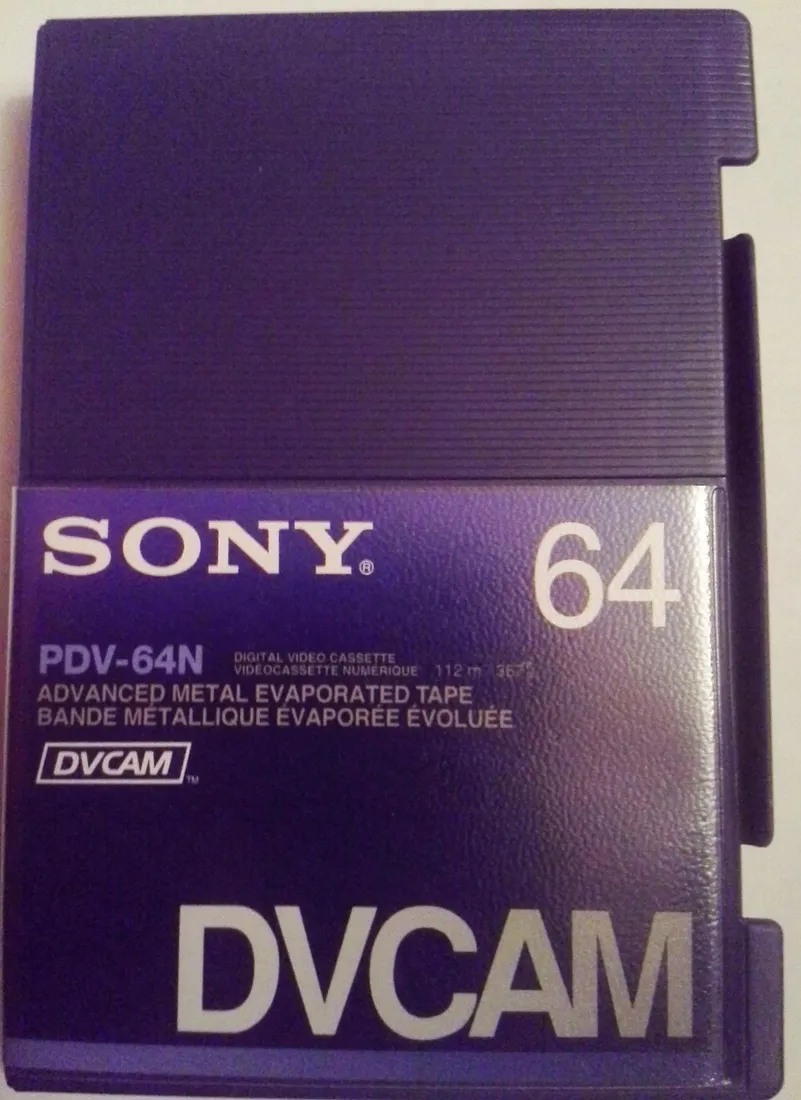 SONY®
64
PDV-64N
DIGITAL VIDEO CASSETTE
VIDÉOCASSETTE NUMÉRIQUE 112 m
ADVANCED METAL EVAPORATED TAPE
BANDE MÉTALLIQUE ÉVAPORÉE ÉVOLUÉE
DVCAM™
DVCAM